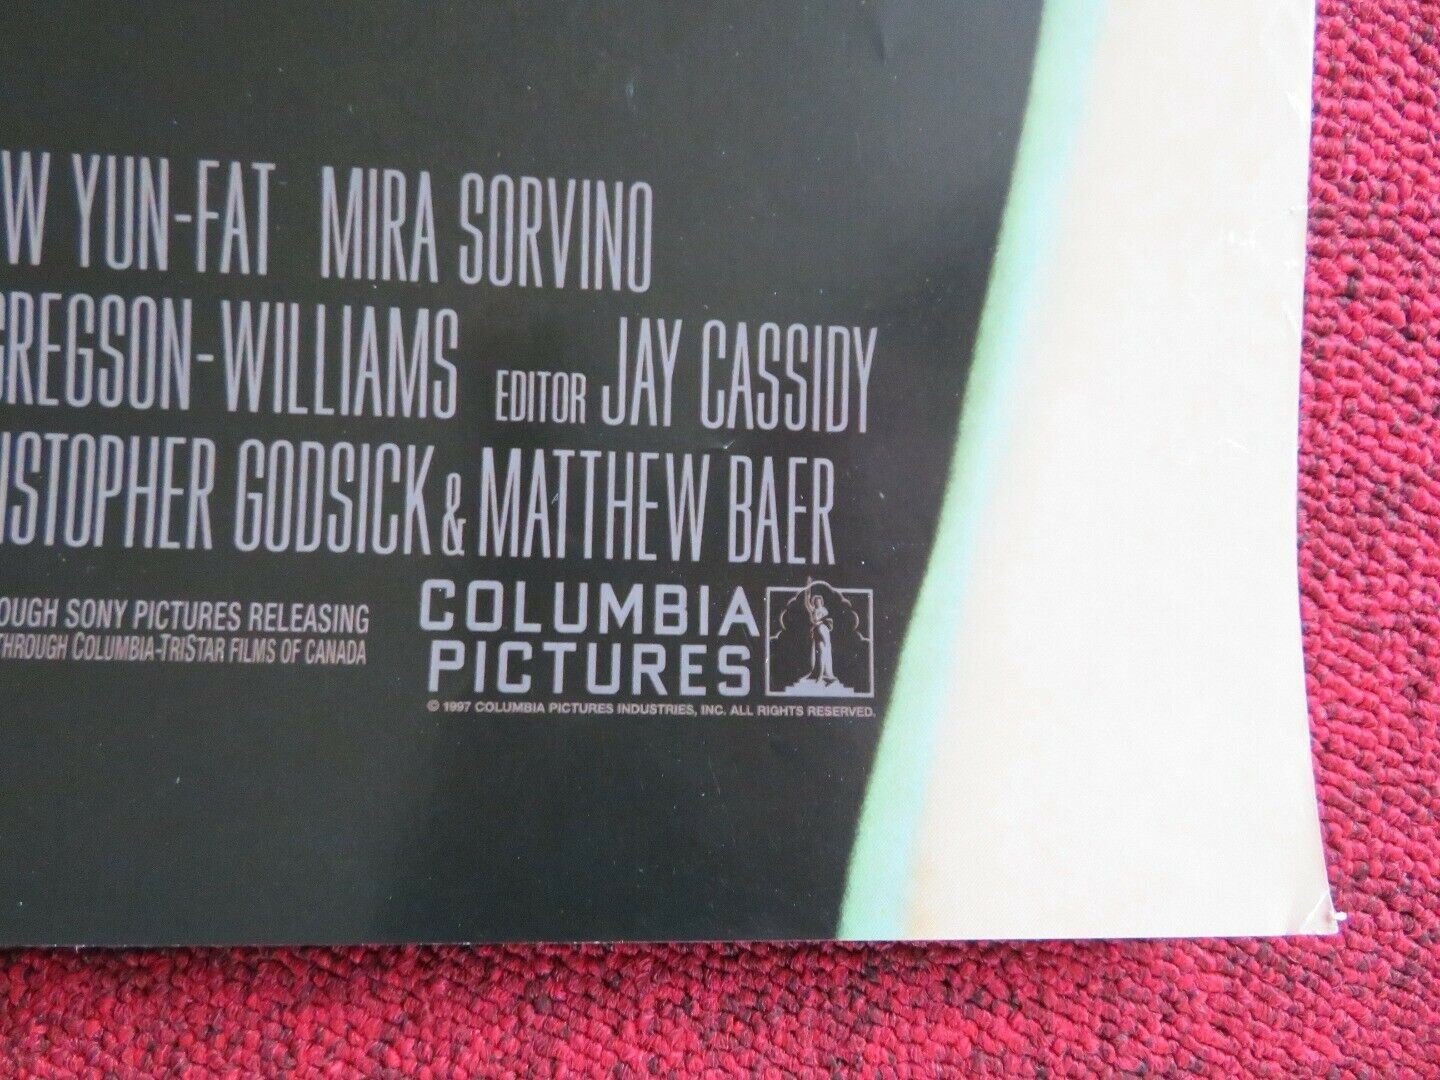 W YUN-FAT MIRA SORVINO
GREGSON-WILLIAMS EDITOR JAY CASSIDY
ISTOPHER GODSICK & MATTHEW BAER
OUGH SONY PICTURES RELEASING
THROUGH COLUMBIA-TRISTAR FILMS OF CANADA
COLUMBIA
PICTURES
© 1997 COLUMBIA PICTURES INDUSTRIES, INC. ALL RIGHTS RESERVED.